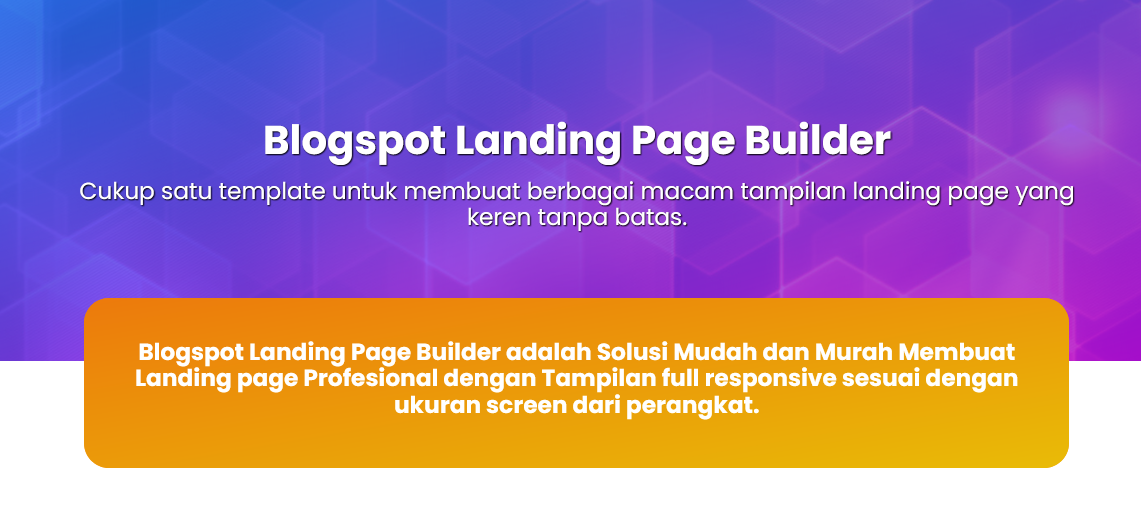 Blogspot Landing Page Builder
Cukup satu template untuk membuat berbagai macam tampilan landing page yang
keren tanpa batas.
Blogspot Landing Page Builder adalah Solusi Mudah dan Murah Membuat
Landing page Profesional dengan Tampilan full responsive sesuai dengan
ukuran screen dari perangkat.